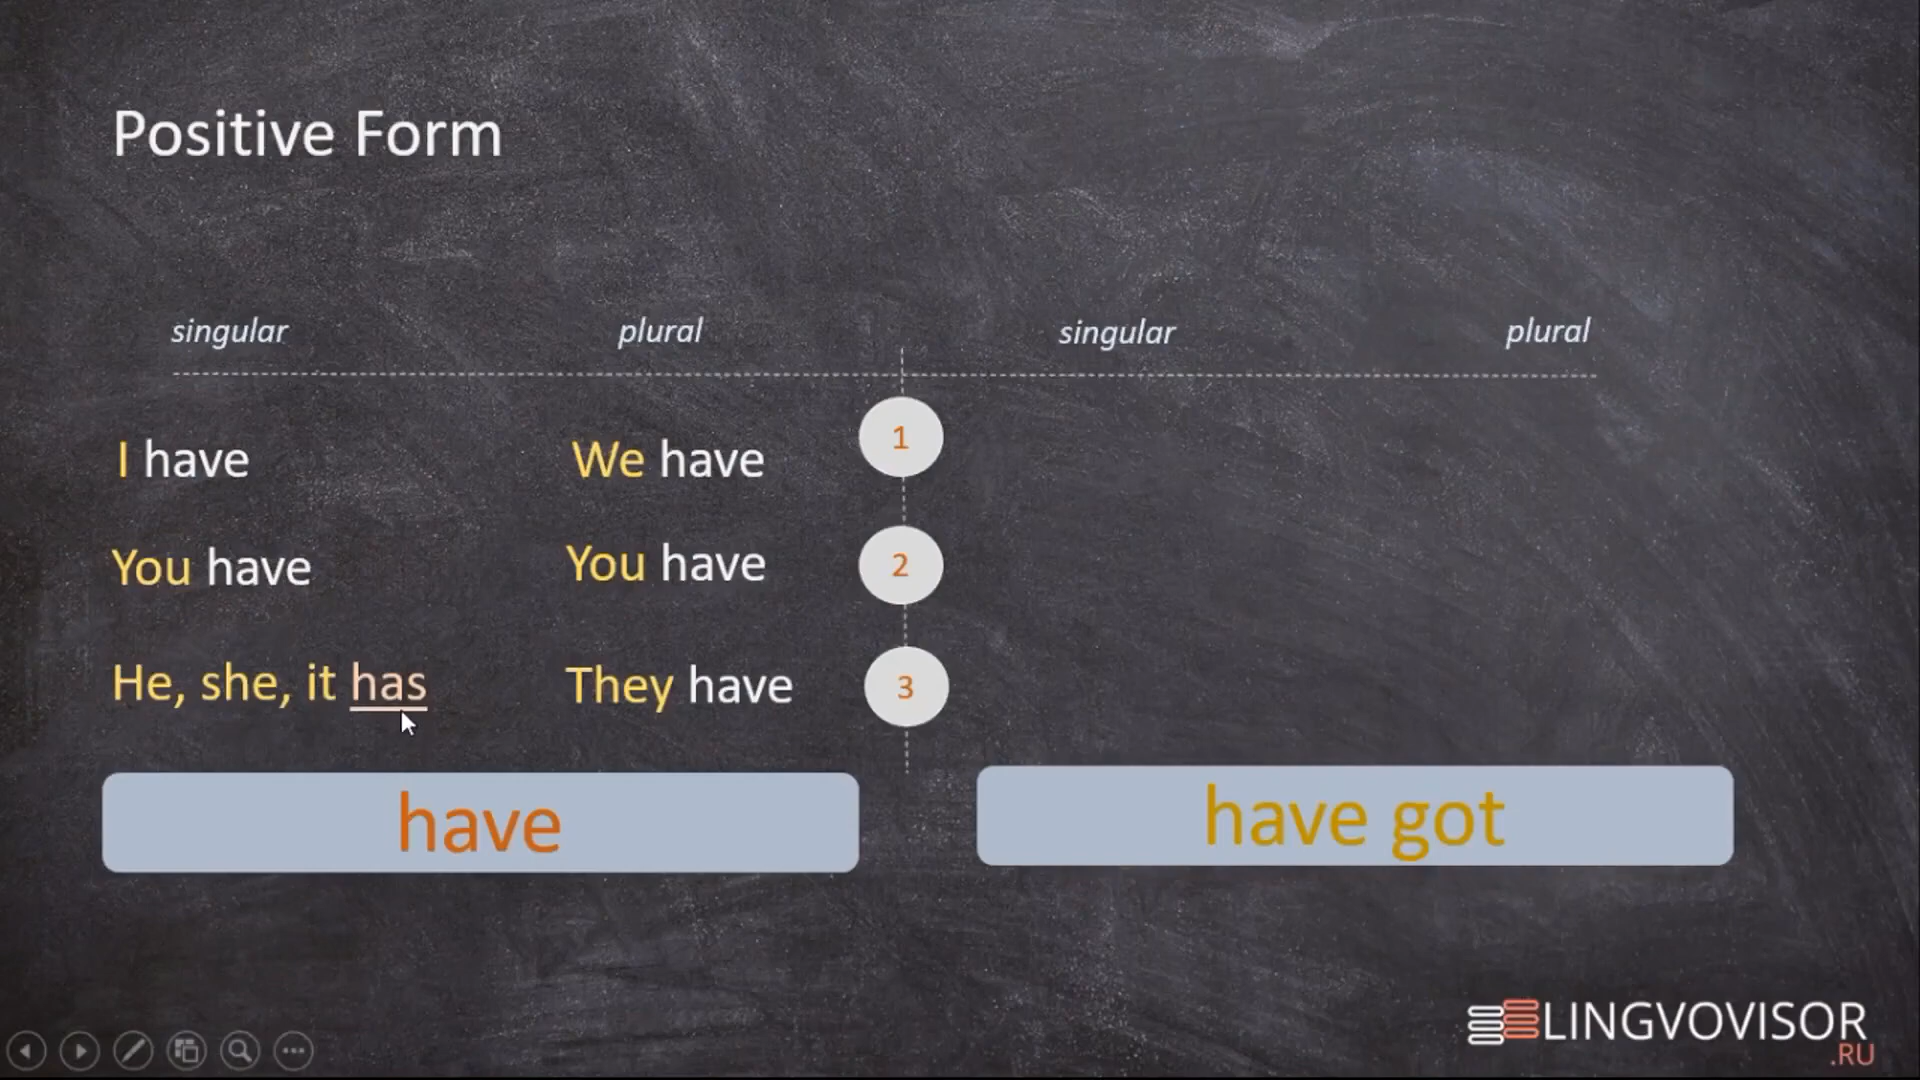 Positive Form
singular plural singular plural
I have We have 1
You have You have 2
He, she, it has They have 3
have have got
LINGVOVISOR
.RU